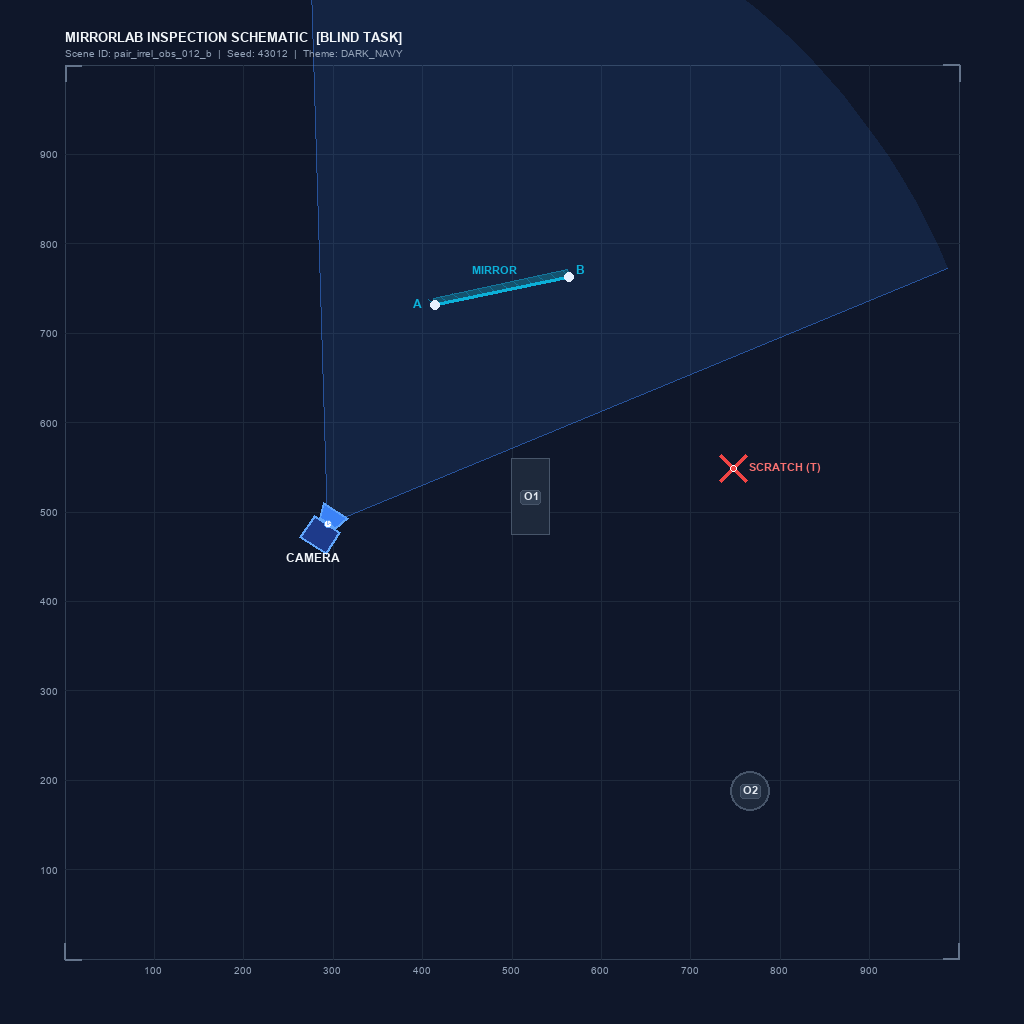 MIRRORLAB INSPECTION SCHEMATIC [BLIND TASK]
Scene ID: pair_irrel_obs_012_b | Seed: 43012 | Theme: DARK_NAVY
900
800
MIRROR
B
A
700
600
SCRATCH (T)
O1
500
CAMERA
400
300
200
O2
100
100 200 300 400 500 600 700 800 900